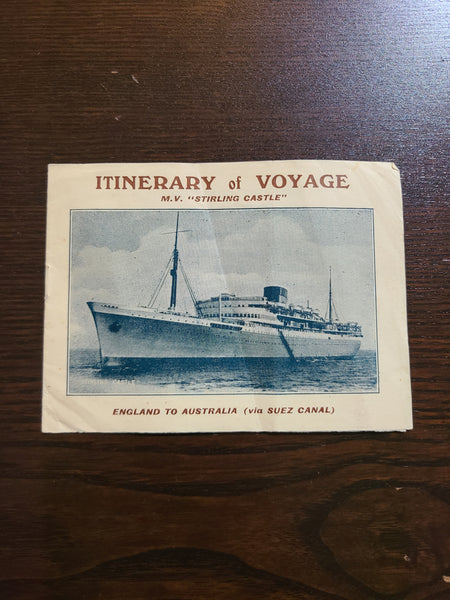 ITINERARY of VOYAGE
M.V. "STIRLING CASTLE"
ENGLAND TO AUSTRALIA (via SUEZ CANAL)